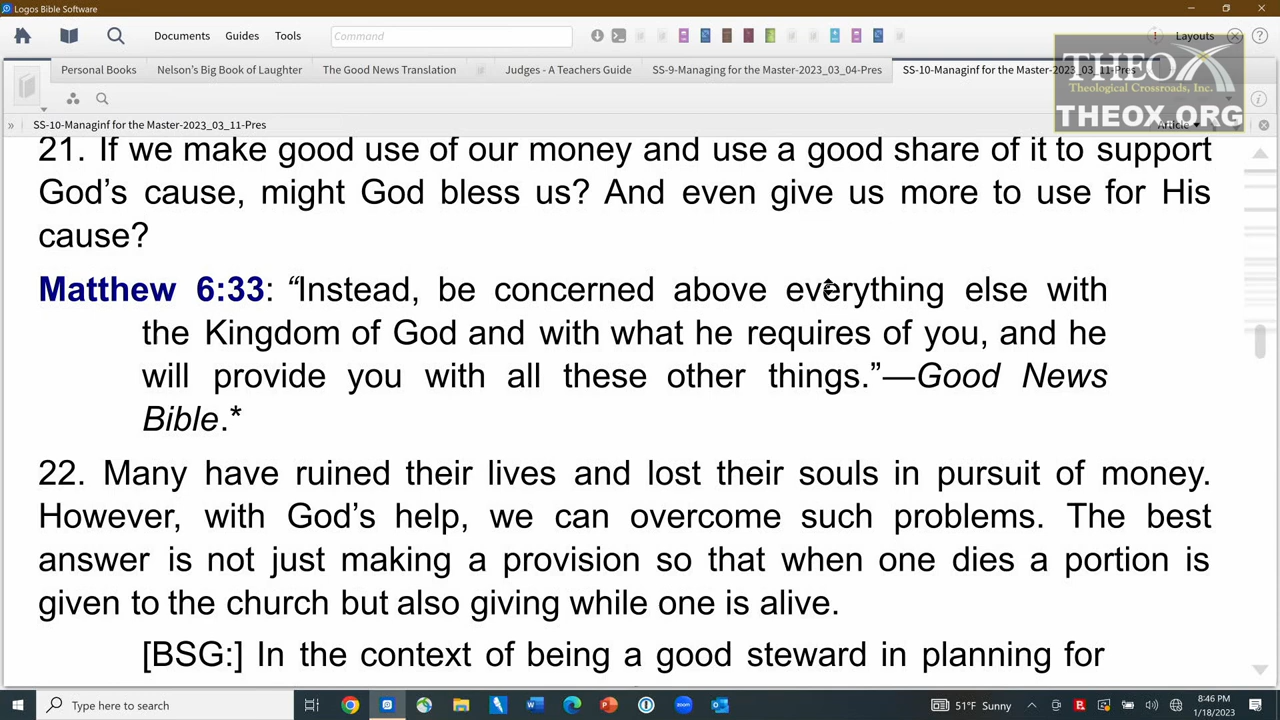 Logos Bible Software
Documents Guides Tools Command Layouts
Personal Books Nelson's Big Book of Laughter The Ga Judges - A Teachers Guide SS-9-Managing for the Master-2023_03_04-Pres SS-10-Managinf for the Master-2023_03_11-Pres
THEOX
Theological Crossroads, Inc.
THEOX.ORG
SS-10-Managinf for the Master-2023_03_11-Pres Article
21. If we make good use of our money and use a good share of it to support
God’s cause, might God bless us? And even give us more to use for His
cause?
Matthew 6:33: “Instead, be concerned above everything else with
the Kingdom of God and with what he requires of you, and he
will provide you with all these other things.”—Good News
Bible.*
22. Many have ruined their lives and lost their souls in pursuit of money.
However, with God’s help, we can overcome such problems. The best
answer is not just making a provision so that when one dies a portion is
given to the church but also giving while one is alive.
[BSG:] In the context of being a good steward in planning for
Type here to search
51°F Sunny
8:46 PM
1/18/2023